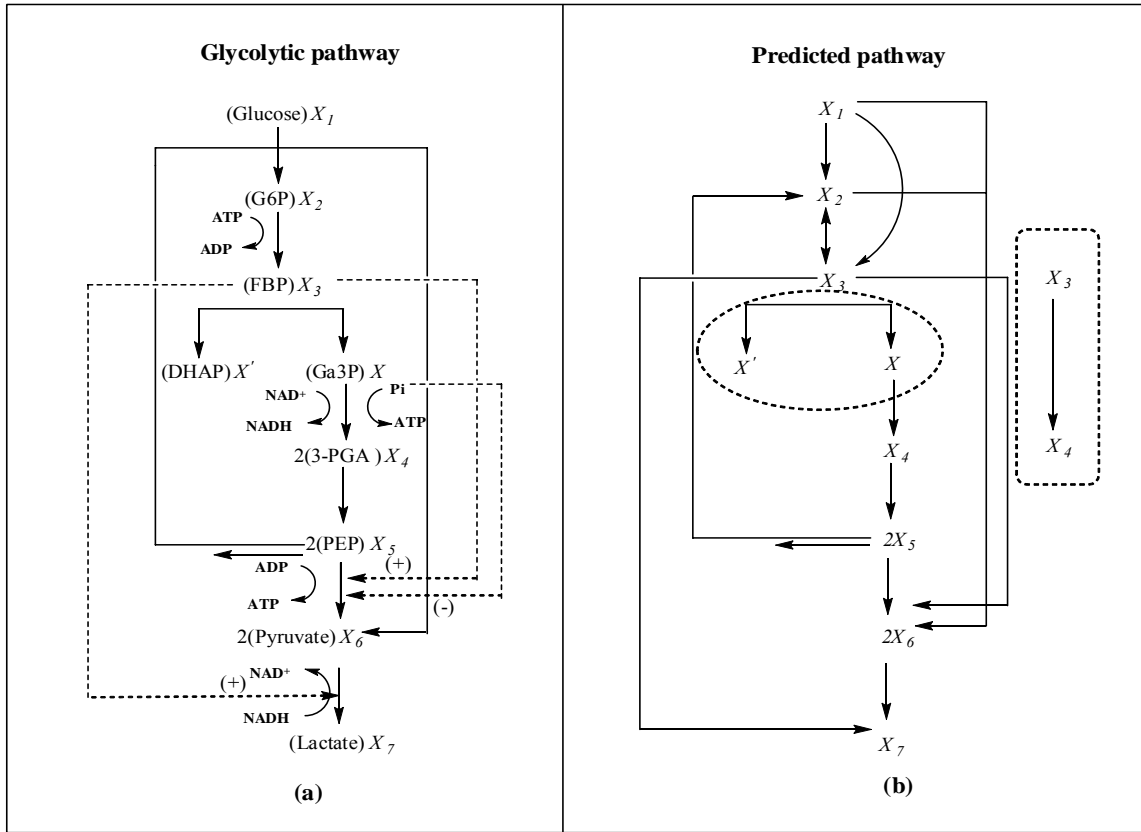 Glycolytic pathway
(Glucose) X1
(G6P) X2
ATP
ADP
(FBP) X3
(DHAP) X′
(Ga3P) X
NAD+
Pi
NADH
ATP
2(3-PGA ) X4
2(PEP) X5
ADP
(+)
ATP
(-)
2(Pyruvate) X6
NAD+
(+)
NADH
(Lactate) X7
(a)
Predicted pathway
X1
X2
X3
X′
X
X4
2X5
2X6
X7
X3
X4
(b)